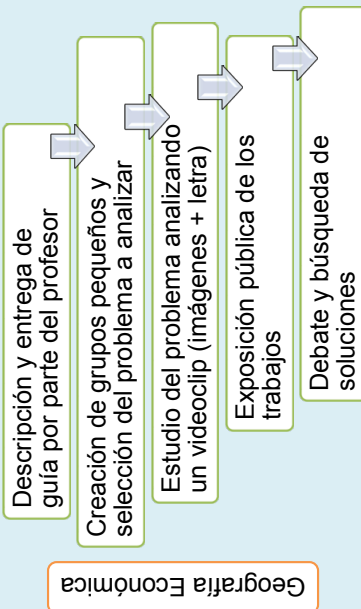 Geografía Económica
Descripción y entrega de
guía por parte del profesor
Creación de grupos pequeños y
selección del problema a analizar
Estudio del problema analizando
un videoclip (imágenes + letra)
Exposición pública de los
trabajos
Debate y búsqueda de
soluciones